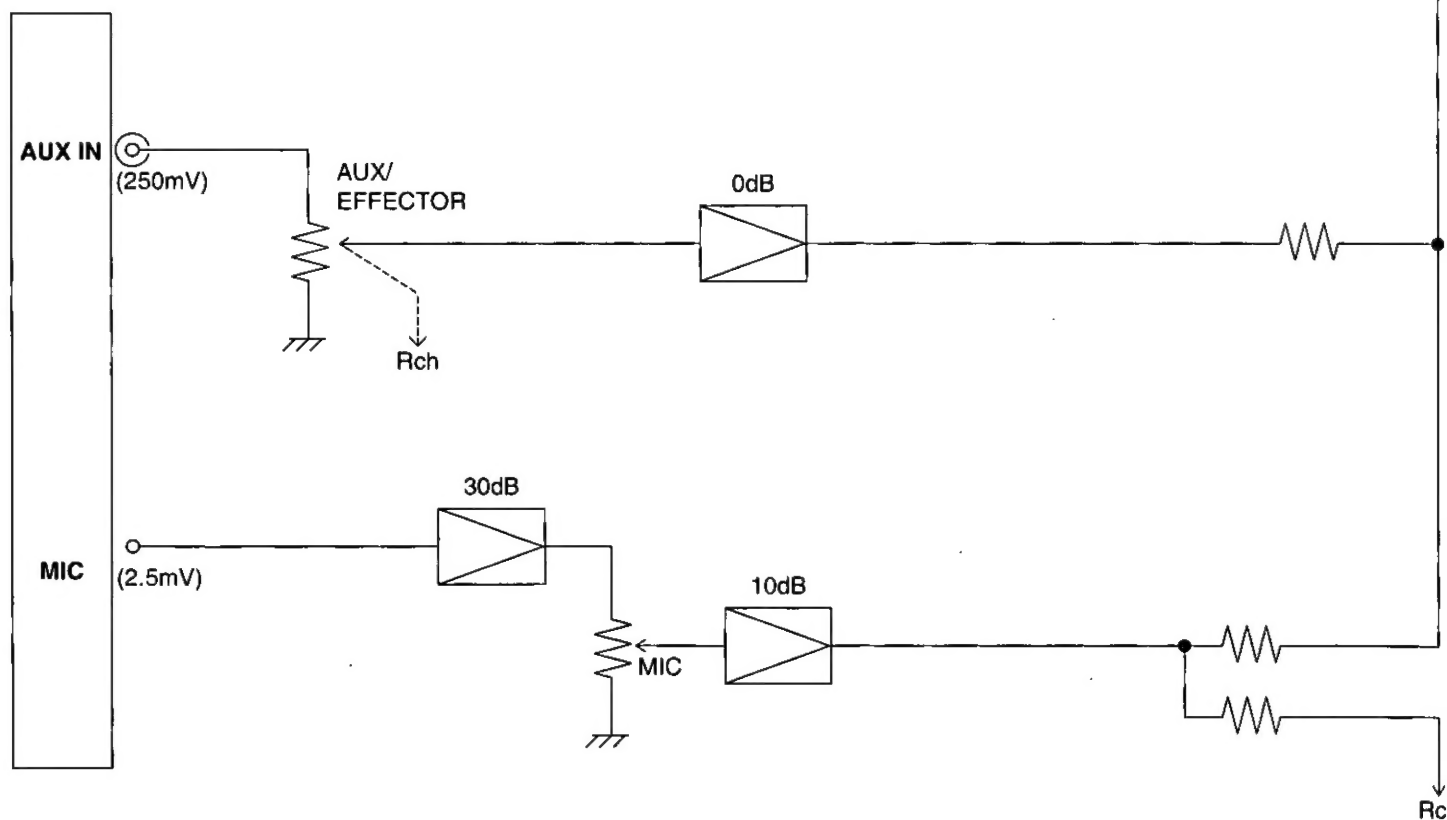 AUX IN
(250mV)
AUX/
EFFECTOR
0dB
Rch
30dB
MIC
(2.5mV)
MIC
10dB
Rc